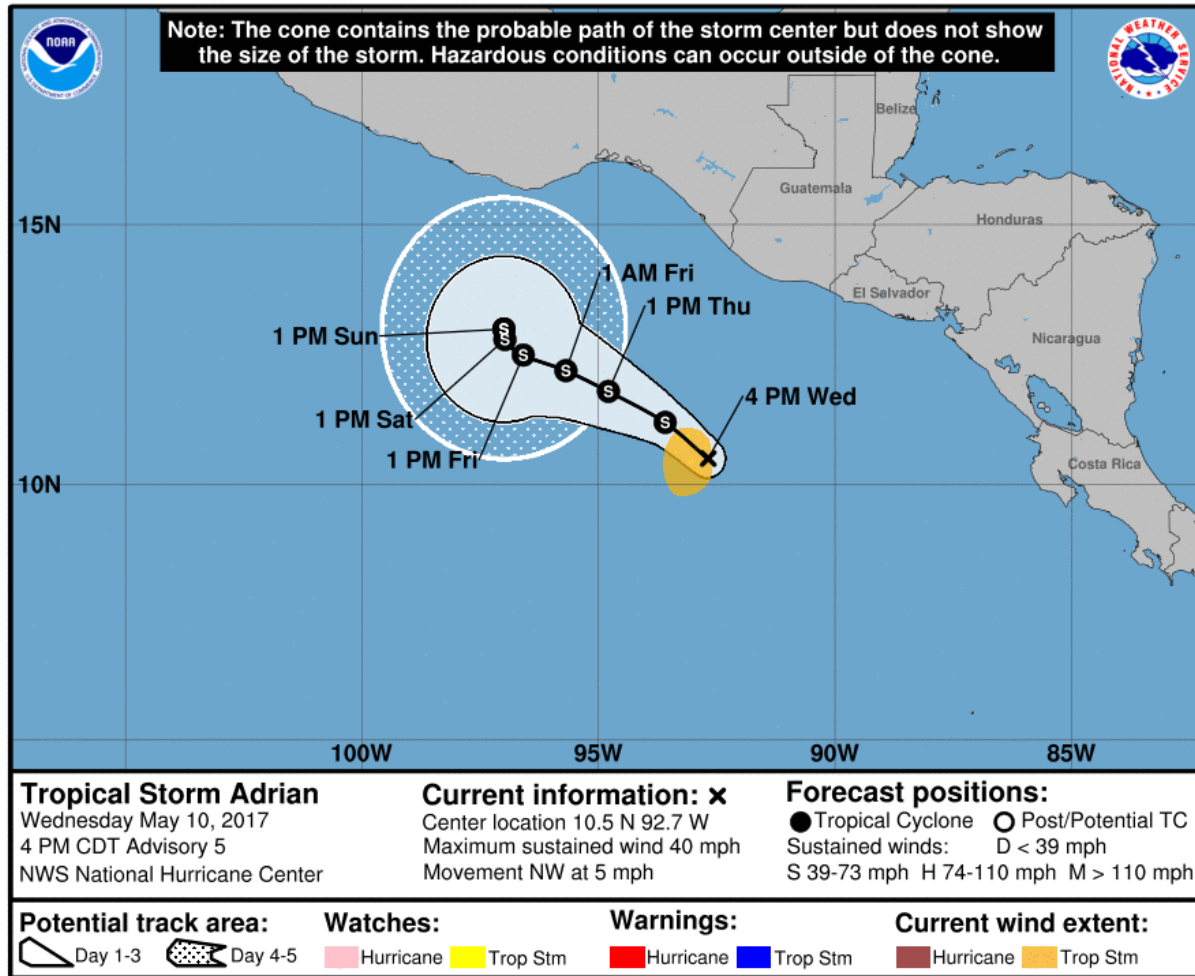 Note: The cone contains the probable path of the storm center but does not show
the size of the storm. Hazardous conditions can occur outside of the cone.
NOAA
Belize
Guatemala
Honduras
15N
El Salvador
1 AM Fri
1 PM Thu
Nicaragua
1 PM Sun
S
S
S
S
S
S
4 PM Wed
1 PM Sat
1 PM Fri
Costa Rica
10N
100W 95W 90W 85W
Tropical Storm Adrian
Wednesday May 10, 2017
4 PM CDT Advisory 5
NWS National Hurricane Center
Current information: ×
Center location 10.5 N 92.7 W
Maximum sustained wind 40 mph
Movement NW at 5 mph
Forecast positions:
Tropical Cyclone Post/Potential TC
Sustained winds: D < 39 mph
S 39-73 mph H 74-110 mph M > 110 mph
Potential track area:
Day 1-3 Day 4-5
Watches:
Hurricane Trop Stm
Warnings:
Hurricane Trop Stm
Current wind extent:
Hurricane Trop Stm